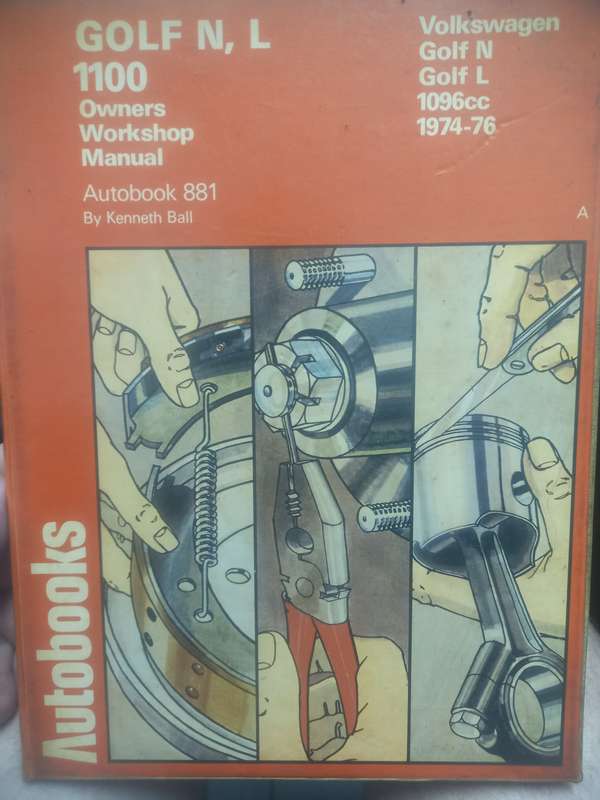 GOLF N, L
1100
Owners
Workshop
Manual
Autobook 881
By Kenneth Ball
Volkswagen
Golf N
Golf L
1096cc
1974-76
A
Autobooks